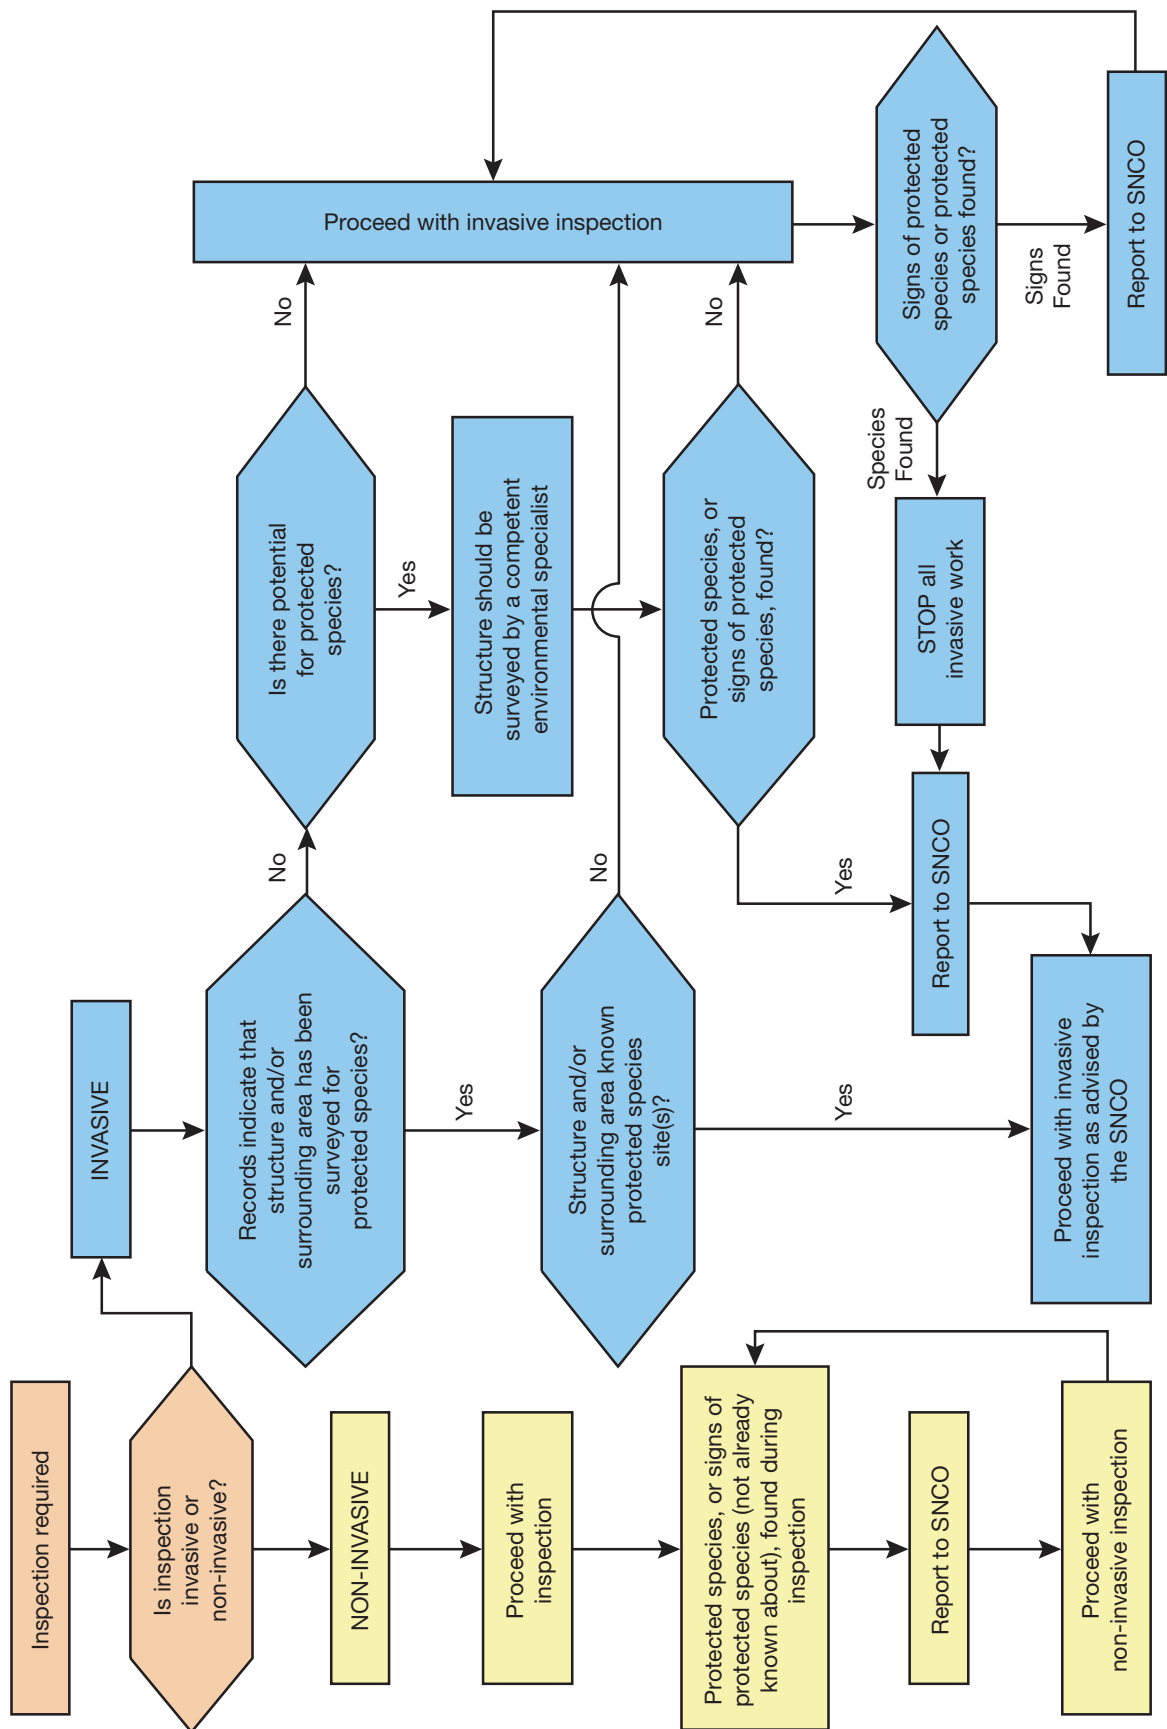 Inspection required
Is inspection
invasive or
non-invasive?
NON-INVASIVE
Proceed with
inspection
Protected species, or signs of
protected species (not already
known about), found during
inspection
Report to SNCO
Proceed with
non-invasive inspection
INVASIVE
Records indicate that
structure and/or
surrounding area has been
surveyed for
protected species?
Yes
No
Structure and/or
surrounding area known
protected species
site(s)?
Yes
No
Proceed with invasive
inspection as advised by
the SNCO
Is there potential
for protected
species?
Yes
No
Structure should be
surveyed by a competent
environmental specialist
Protected species, or
signs of protected
species, found?
Yes
No
Report to SNCO
STOP all
invasive work
Species
Found
Proceed with invasive inspection
Signs of protected
species or protected
species found?
Signs
Found
Report to SNCO